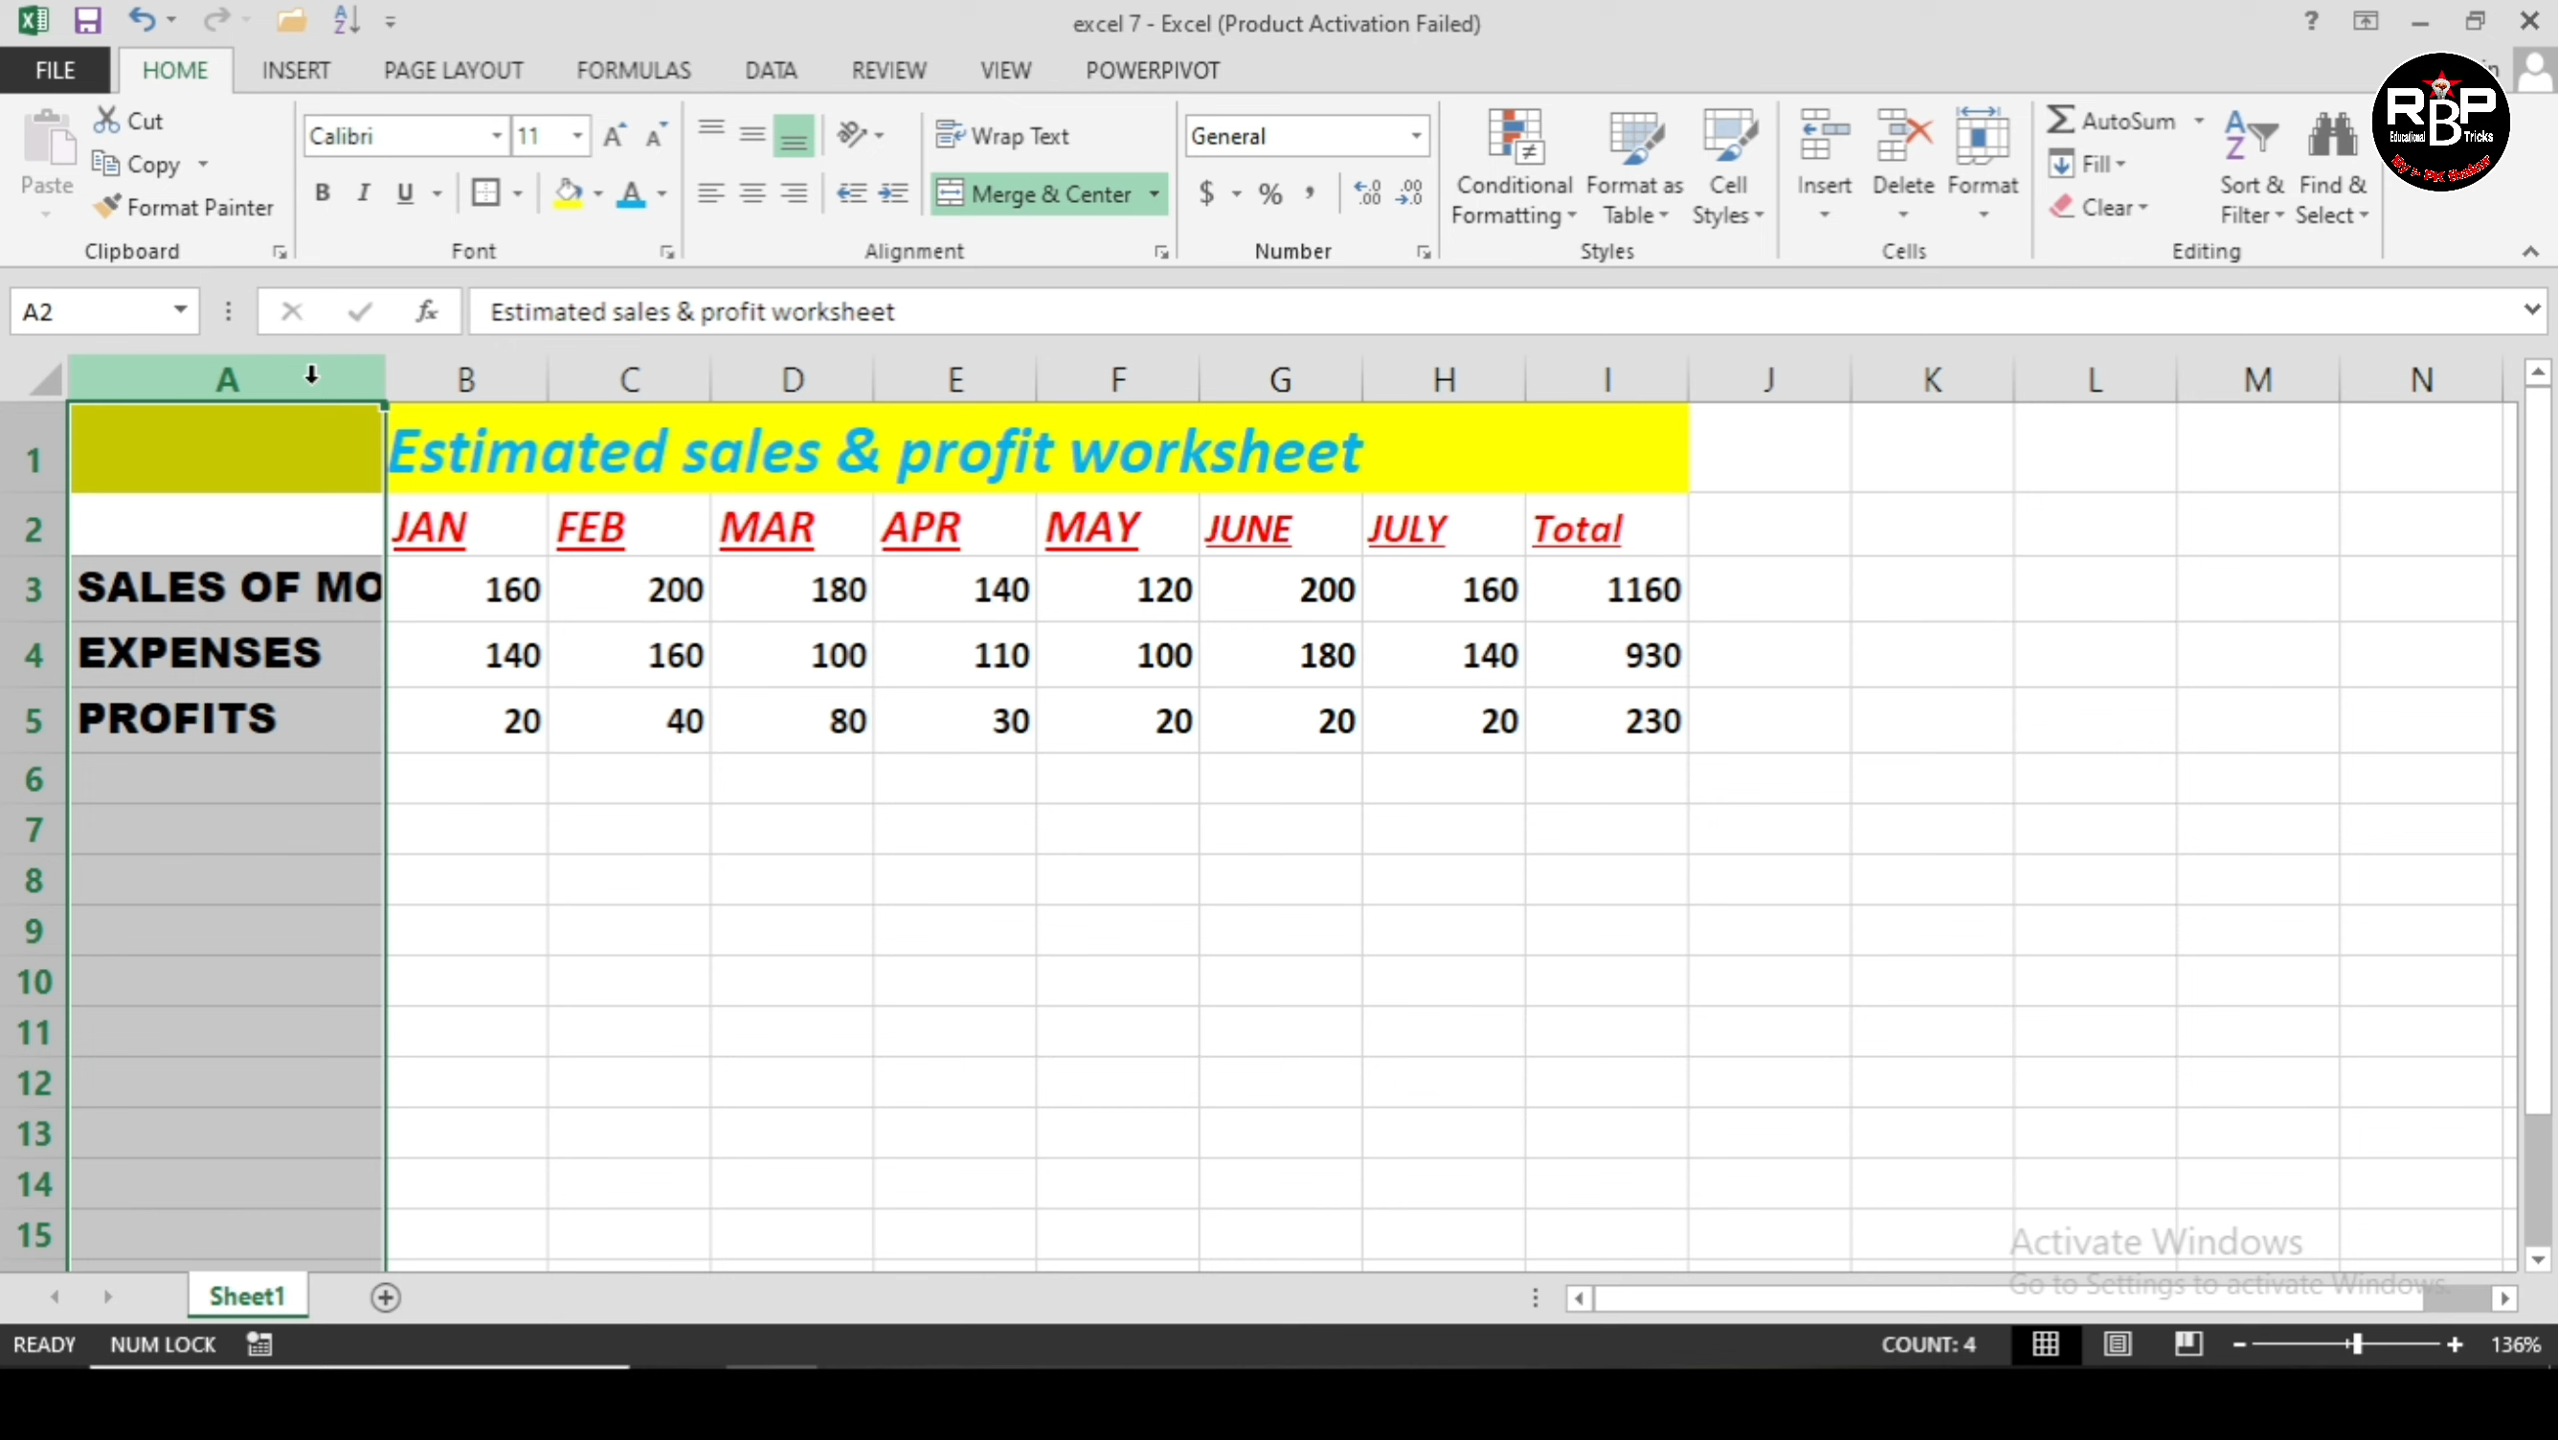 excel 7 - Excel (Product Activation Failed)
FILE HOME INSERT PAGE LAYOUT FORMULAS DATA REVIEW VIEW POWERPIVOT
Paste
Cut
Copy
Format Painter
Clipboard
Calibri 11
B I U
Font
Wrap Text
Merge & Center
Alignment
General
$ %
Number
Conditional Formatting
Format as Table
Cell Styles
Styles
Insert
Delete
Format
Cells
AutoSum
Fill
Clear
Sort & Filter
Find & Select
Editing
RBP
Educational Tricks
A2 fx Estimated sales & profit worksheet
A B C D E F G H I J K L M N
1 Estimated sales & profit worksheet
2 JAN FEB MAR APR MAY JUNE JULY Total
3 SALES OF MO 160 200 180 140 120 200 160 1160
4 EXPENSES 140 160 100 110 100 180 140 930
5 PROFITS 20 40 80 30 20 20 20 230
6
7
8
9
10
11
12
13
14
15
Activate Windows
Go to Settings to activate Windows.
Sheet1
READY NUM LOCK COUNT: 4 136%